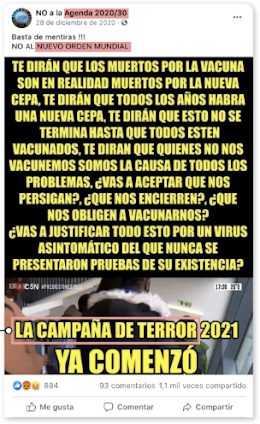 NO a la Agenda 2020/30
28 de diciembre de 2020
Basta de mentiras !!!
NO AL NUEVO ORDEN MUNDIAL
TE DIRÁN QUE LOS MUERTOS POR LA VACUNA
SON EN REALIDAD MUERTOS POR LA NUEVA
CEPA, TE DIRÁN QUE TODOS LOS AÑOS HABRA
UNA NUEVA CEPA, TE DIRÁN QUE ESTO NO SE
TERMINA HASTA QUE TODOS ESTEN
VACUNADOS, TE DIRAN QUE QUIENES NO NOS
VACUNEMOS SOMOS LA CAUSA DE TODOS LOS
PROBLEMAS, ¿VAS A ACEPTAR QUE NOS
PERSIGAN?, ¿QUE NOS ENCIERREN?, ¿QUE
NOS OBLIGEN A VACUNARNOS?
¿VAS A JUSTIFICAR TODO ESTO POR UN VIRUS
ASINTOMÁTICO DEL QUE NUNCA SE
PRESENTARON PRUEBAS DE SU EXISTENCIA?
C5N
LA CAMPAÑA DE TERROR 2021
YA COMENZÓ
884
93 comentarios 1,1 mil veces compartido
Me gusta
Comentar
Compartir